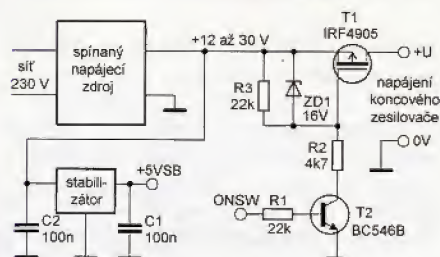 T1
IRF4905
+12 až 30 V
+U
spínaný
napájecí
zdroj
síť
230 V
R3
22k
ZD1
16V
napájení
koncového
zesilovače
0V
R2
4k7
+5VSB
stabili-
zátor
C2
100n
C1
100n
ONSW
R1
22k
T2
BC546B